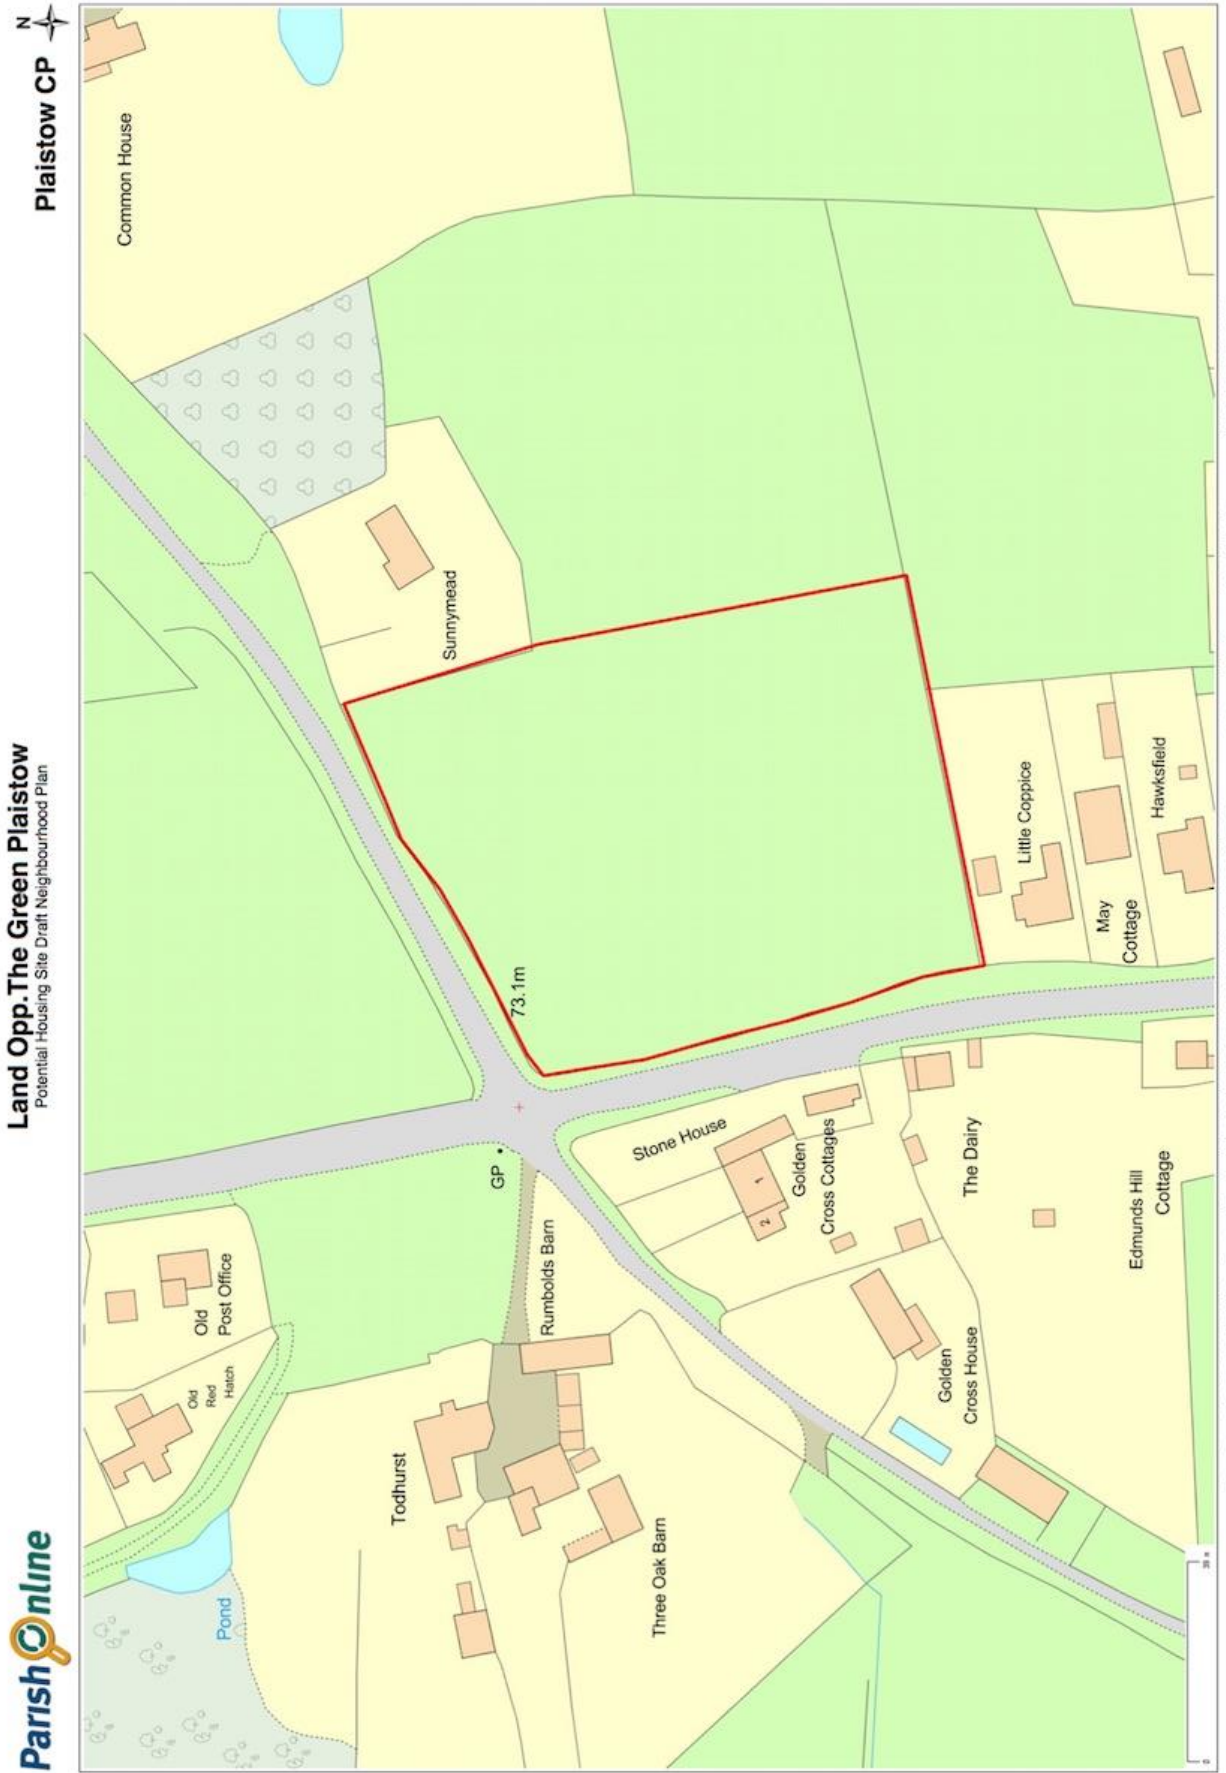 Parish Online
Land Opp.The Green Plaistow
Potential Housing Site Draft Neighbourhood Plan
Plaistow CP
N
Common House
Sunnymead
Old
Post Office
Old
Red
Hatch
Pond
GP
73.1m
Todhurst
Rumbolds Barn
Three Oak Barn
Stone House
1
2
Golden
Cross Cottages
The Dairy
Golden
Cross House
Edmunds Hill
Cottage
Little Coppice
May
Cottage
Hawksfield
0